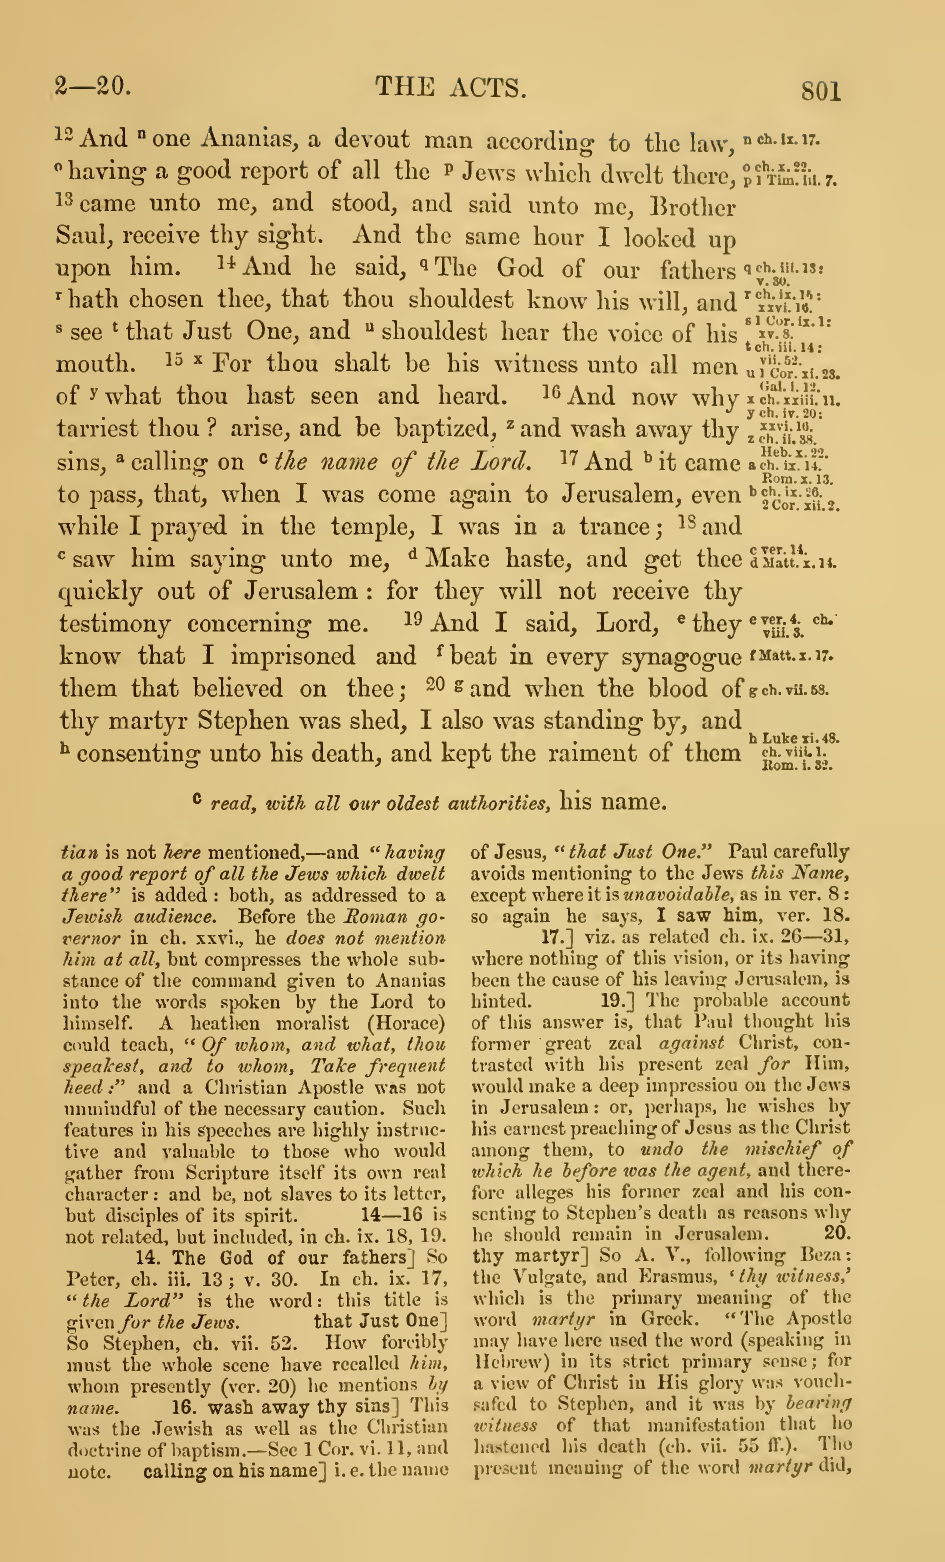 2—20.
THE ACTS.
801
12 And n one Ananias, a devout man according to the law,
o having a good report of all the p Jews which dwelt there,
13 came unto me, and stood, and said unto me, Brother
Saul, receive thy sight. And the same hour I looked up
upon him. 14 And he said, q The God of our fathers
r hath chosen thee, that thou shouldest know his will, and
s see t that Just One, and u shouldest hear the voice of his
mouth. 15 x For thou shalt be his witness unto all men
of y what thou hast seen and heard. 16 And now why
tarriest thou? arise, and be baptized, z and wash away thy
sins, a calling on c the name of the Lord. 17 And b it came
to pass, that, when I was come again to Jerusalem, even
while I prayed in the temple, I was in a trance; 18 and
c saw him saying unto me, d Make haste, and get thee
quickly out of Jerusalem: for they will not receive thy
testimony concerning me. 19 And I said, Lord, e they
know that I imprisoned and f beat in every synagogue
them that believed on thee; 20 g and when the blood of
thy martyr Stephen was shed, I also was standing by, and
h consenting unto his death, and kept the raiment of them
n ch. ix. 17.
o ch. x. 22.
p 1 Tim. iii. 7.
q ch. iii. 13:
v. 30.
r ch. ix. 15:
xxvi. 16.
s 1 Cor. ix. 1:
xv. 8.
t ch. iii. 14:
vii. 52.
u 1 Cor. xi. 23.
Gal. i. 12.
x ch. xxiii. 11.
y ch. iv. 20:
xxvi. 16.
z ch. ii. 38.
Heb. x. 22.
a ch. ix. 14.
Rom. x. 13.
b ch. ix. 26.
2 Cor. xii. 2.
c ver. 14.
d Matt. x. 14.
e ver. 4. ch.
viii. 3.
f Matt. x. 17.
g ch. vii. 58.
h Luke xi. 48.
ch. viii. 1.
Rom. i. 32.
c read, with all our oldest authorities, his name.
tian is not here mentioned,—and "having
a good report of all the Jews which dwelt
there" is added: both, as addressed to a
Jewish audience. Before the Roman go-
vernor in ch. xxvi., he does not mention
him at all, but compresses the whole sub-
stance of the command given to Ananias
into the words spoken by the Lord to
himself. A heathen moralist (Horace)
could teach, "Of whom, and what, thou
speakest, and to whom, Take frequent
heed:" and a Christian Apostle was not
unmindful of the necessary caution. Such
features in his speeches are highly instruc-
tive and valuable to those who would
gather from Scripture itself its own real
character: and be, not slaves to its letter,
but disciples of its spirit. 14—16 is
not related, but included, in ch. ix. 18, 19.
14. The God of our fathers] So
Peter, ch. iii. 13; v. 30. In ch. ix. 17,
"the Lord" is the word: this title is
given for the Jews. that Just One]
So Stephen, ch. vii. 52. How forcibly
must the whole scene have recalled him,
whom presently (ver. 20) he mentions by
name. 16. wash away thy sins] This
was the Jewish as well as the Christian
doctrine of baptism.—See 1 Cor. vi. 11, and
note. calling on his name] i. e. the name
of Jesus, "that Just One." Paul carefully
avoids mentioning to the Jews this Name,
except where it is unavoidable, as in ver. 8:
so again he says, I saw him, ver. 18.
17.] viz. as related ch. ix. 26—31,
where nothing of this vision, or its having
been the cause of his leaving Jerusalem, is
hinted. 19.] The probable account
of this answer is, that Paul thought his
former great zeal against Christ, con-
trasted with his present zeal for Him,
would make a deep impression on the Jews
in Jerusalem: or, perhaps, he wishes by
his earnest preaching of Jesus as the Christ
among them, to undo the mischief of
which he before was the agent, and there-
fore alleges his former zeal and his con-
senting to Stephen's death as reasons why
he should remain in Jerusalem. 20.
thy martyr] So A. V., following Beza:
the Vulgate, and Erasmus, 'thy witness,'
which is the primary meaning of the
word martyr in Greek. "The Apostle
may have here used the word (speaking in
Hebrew) in its strict primary sense; for
a view of Christ in His glory was vouch-
safed to Stephen, and it was by bearing
witness of that manifestation that he
hastened his death (ch. vii. 55 ff.). The
present meaning of the word martyr did,